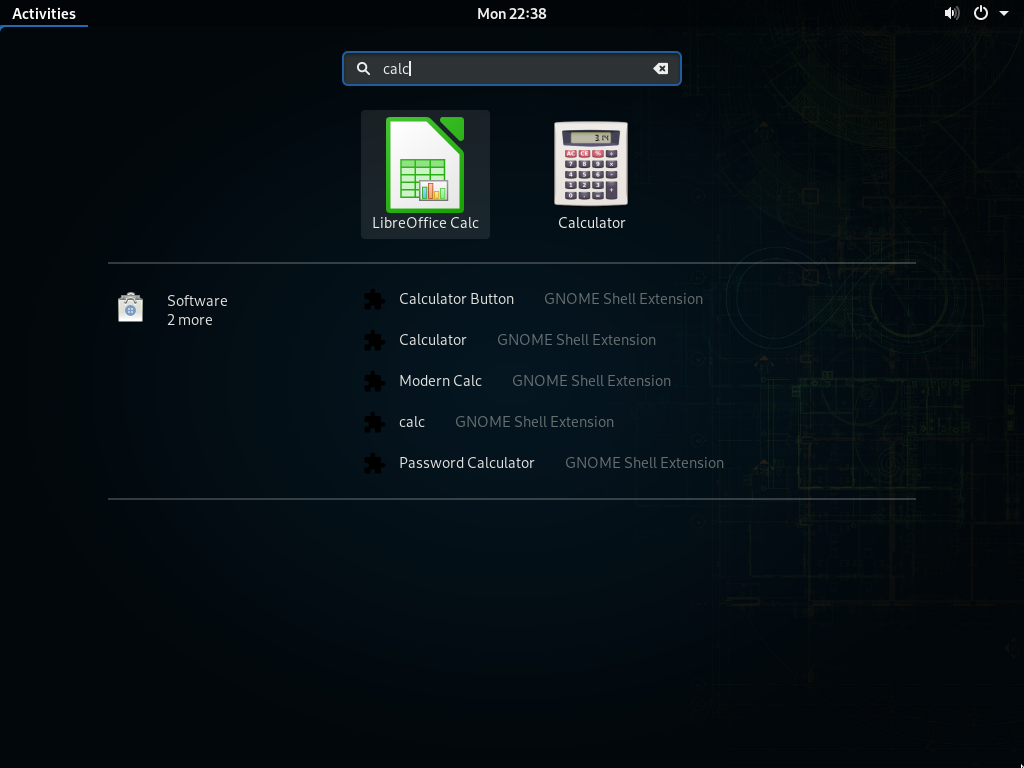 Activities
Mon 22:38
calc
LibreOffice Calc
Calculator
Software
2 more
Calculator Button GNOME Shell Extension
Calculator GNOME Shell Extension
Modern Calc GNOME Shell Extension
calc GNOME Shell Extension
Password Calculator GNOME Shell Extension